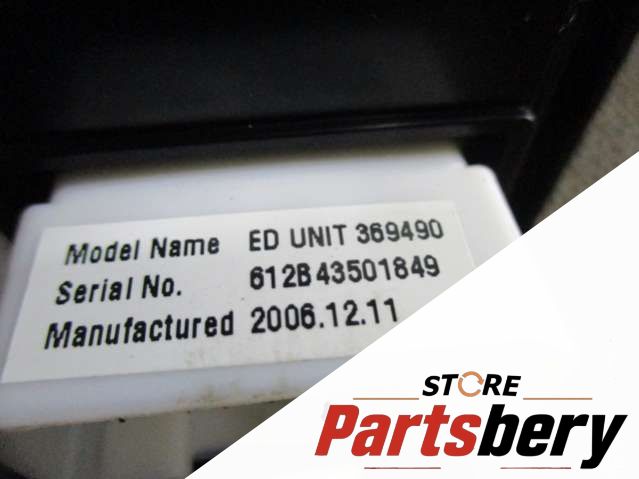 Model Name ED UNIT 369490
Serial No. 612B43501849
Manufactured 2006.12.11
STORE
Partsbery